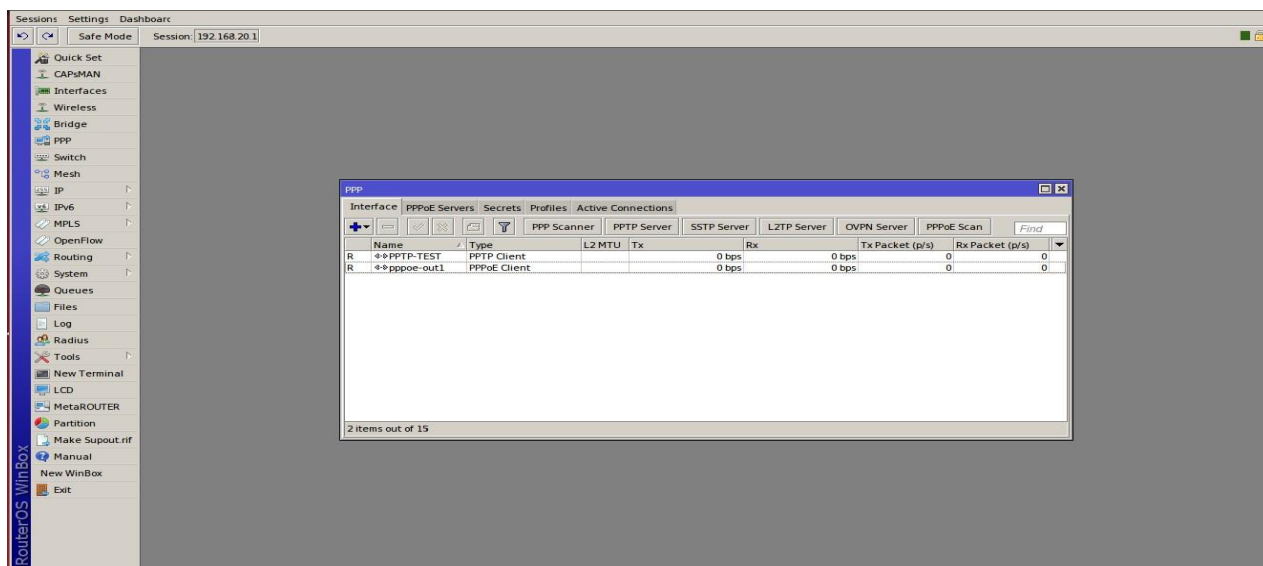 Sessions Settings Dashboarc
Safe Mode Session: 192.168.20.1
Quick Set
CAPsMAN
Interfaces
Wireless
Bridge
PPP
Switch
Mesh
IP
IPv6
MPLS
OpenFlow
Routing
System
Queues
Files
Log
Radius
Tools
New Terminal
LCD
MetaROUTER
Partition
Make Supout.rif
Manual
New WinBox
Exit
RouterOS WinBox
PPP
Interface PPPoE Servers Secrets Profiles Active Connections
PPP Scanner PPTP Server SSTP Server L2TP Server OVPN Server PPPoE Scan Find
Name Type L2 MTU Tx Rx Tx Packet (p/s) Rx Packet (p/s)
R PPTP-TEST PPTP Client 0 bps 0 bps 0 0
R pppoe-out1 PPPoE Client 0 bps 0 bps 0 0
2 items out of 15